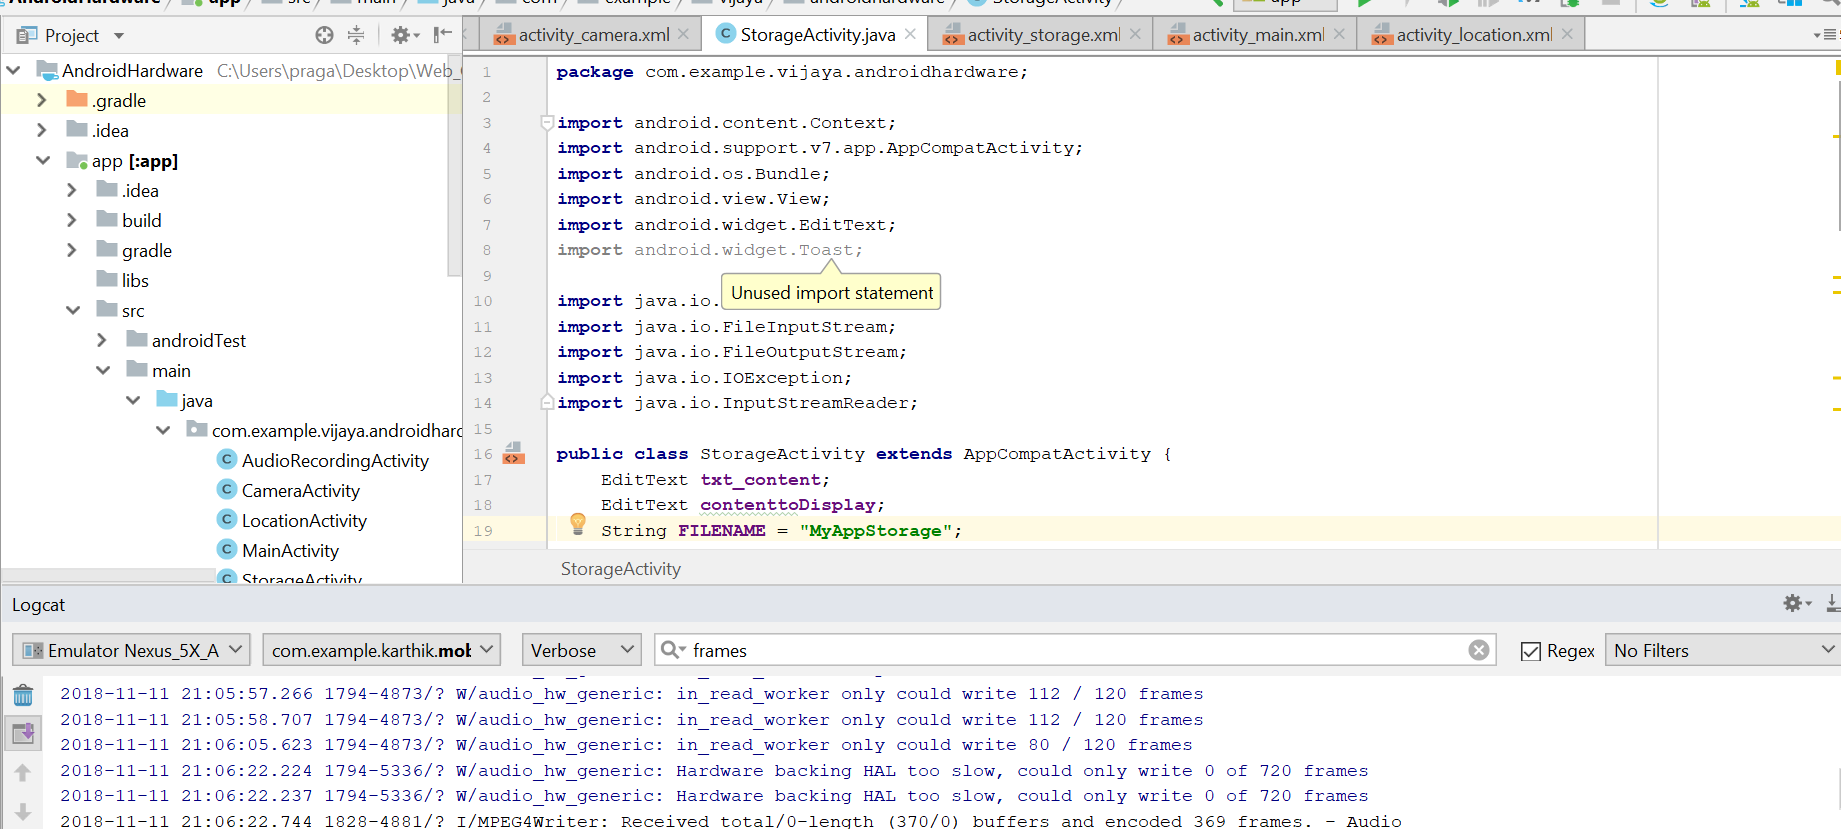 AndroidHardware app src main java com example vijaya androidhardware StorageActivity app
Project
activity_camera.xml StorageActivity.java activity_storage.xml activity_main.xml activity_location.xml
AndroidHardware C:\Users\praga\Desktop\Web_
.gradle
.idea
app [:app]
.idea
build
gradle
libs
src
androidTest
main
java
com.example.vijaya.androidhard
AudioRecordingActivity
CameraActivity
LocationActivity
MainActivity
StorageActivity
1 package com.example.vijaya.androidhardware;
2
3 import android.content.Context;
4 import android.support.v7.app.AppCompatActivity;
5 import android.os.Bundle;
6 import android.view.View;
7 import android.widget.EditText;
8 import android.widget.Toast;
9
Unused import statement
10 import java.io.
11 import java.io.FileInputStream;
12 import java.io.FileOutputStream;
13 import java.io.IOException;
14 import java.io.InputStreamReader;
15
16 public class StorageActivity extends AppCompatActivity {
17 EditText txt_content;
18 EditText contenttoDisplay;
19 String FILENAME = "MyAppStorage";
StorageActivity
Logcat
Emulator Nexus_5X_A com.example.karthik.mob Verbose frames Regex No Filters
2018-11-11 21:05:57.266 1794-4873/? W/audio_hw_generic: in_read_worker only could write 112 / 120 frames
2018-11-11 21:05:58.707 1794-4873/? W/audio_hw_generic: in_read_worker only could write 112 / 120 frames
2018-11-11 21:06:05.623 1794-4873/? W/audio_hw_generic: in_read_worker only could write 80 / 120 frames
2018-11-11 21:06:22.224 1794-5336/? W/audio_hw_generic: Hardware backing HAL too slow, could only write 0 of 720 frames
2018-11-11 21:06:22.237 1794-5336/? W/audio_hw_generic: Hardware backing HAL too slow, could only write 0 of 720 frames
2018-11-11 21:06:22.744 1828-4881/? I/MPEG4Writer: Received total/0-length (370/0) buffers and encoded 369 frames. - Audio